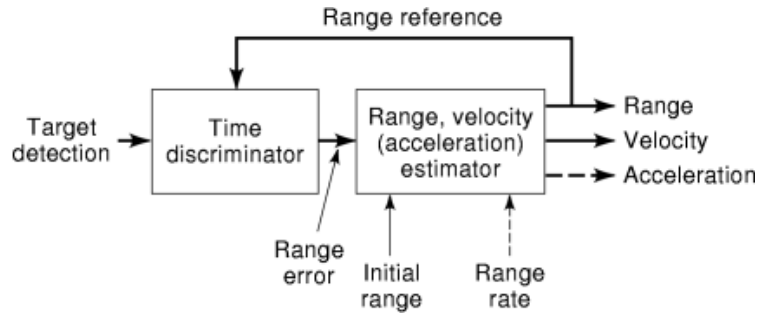 Range reference
Target
detection
Time
discriminator
Range, velocity
(acceleration)
estimator
Range
Velocity
Acceleration
Range
error
Initial
range
Range
rate